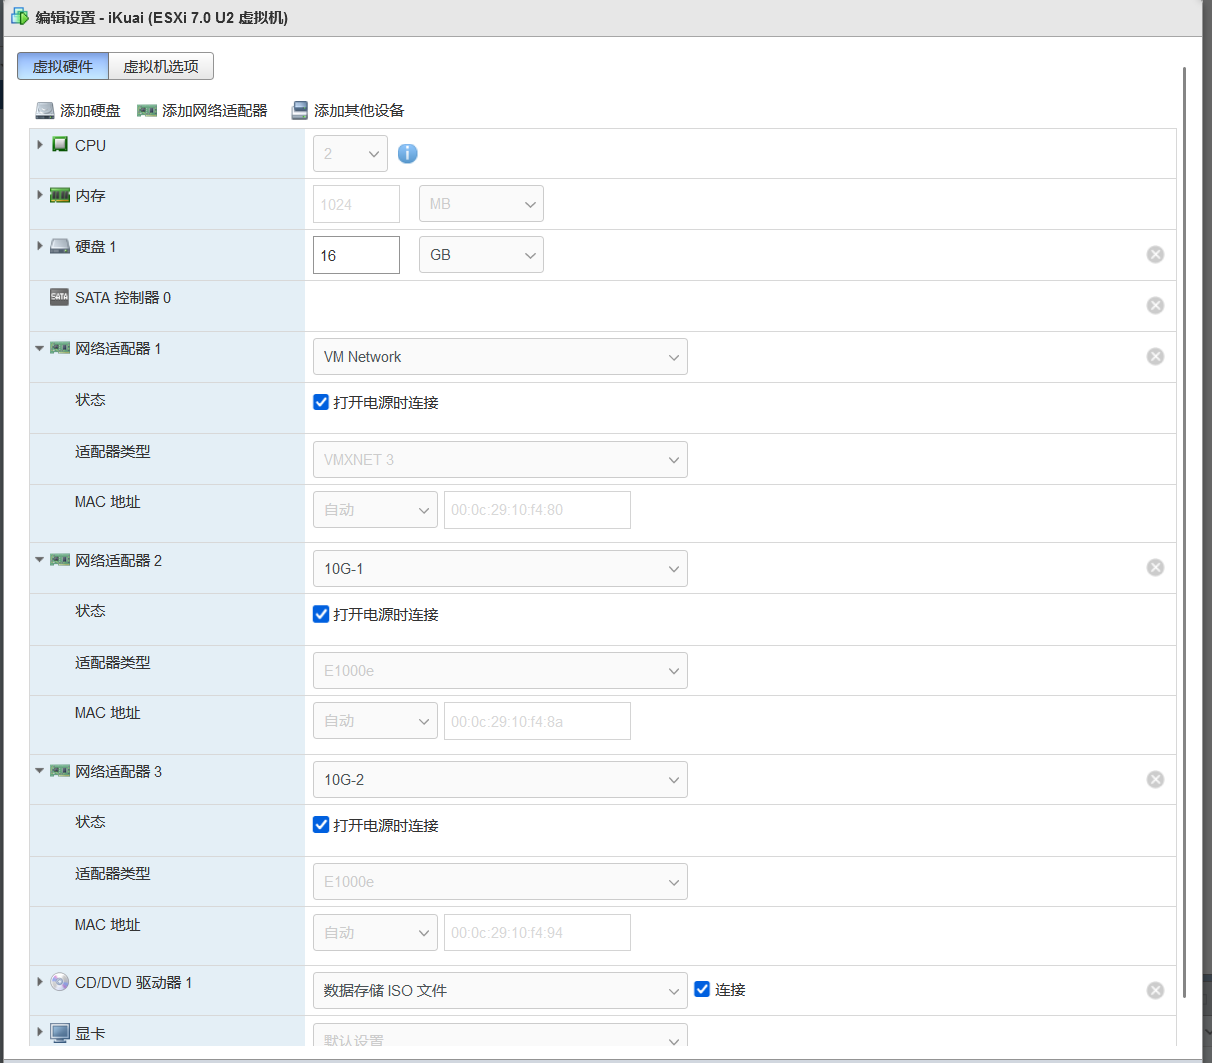 编辑设置 - iKuai (ESXi 7.0 U2 虚拟机)
虚拟硬件 虚拟机选项
添加硬盘 添加网络适配器 添加其他设备
CPU 2
内存 1024 MB
硬盘 1 16 GB
SATA 控制器 0
网络适配器 1 VM Network
状态 打开电源时连接
适配器类型 VMXNET 3
MAC 地址 自动 00:0c:29:10:f4:80
网络适配器 2 10G-1
状态 打开电源时连接
适配器类型 E1000e
MAC 地址 自动 00:0c:29:10:f4:8a
网络适配器 3 10G-2
状态 打开电源时连接
适配器类型 E1000e
MAC 地址 自动 00:0c:29:10:f4:94
CD/DVD 驱动器 1 数据存储 ISO 文件 连接
显卡 默认设置